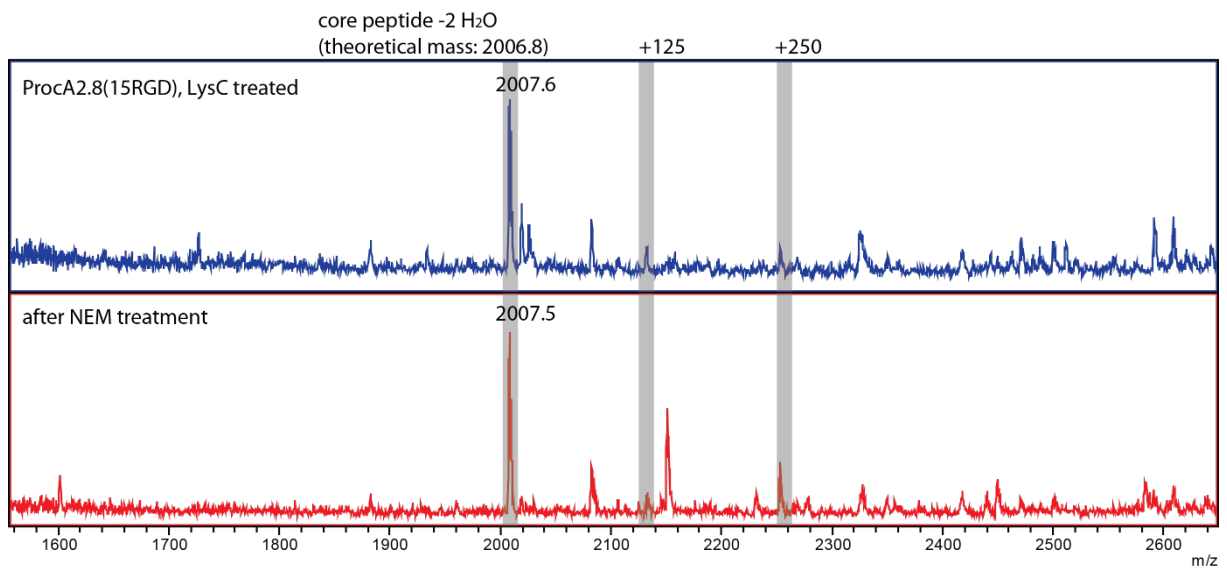 core peptide -2 H₂O
(theoretical mass: 2006.8) +125 +250
ProcA2.8(15RGD), LysC treated 2007.6
after NEM treatment 2007.5
1600 1700 1800 1900 2000 2100 2200 2300 2400 2500 2600
m/z